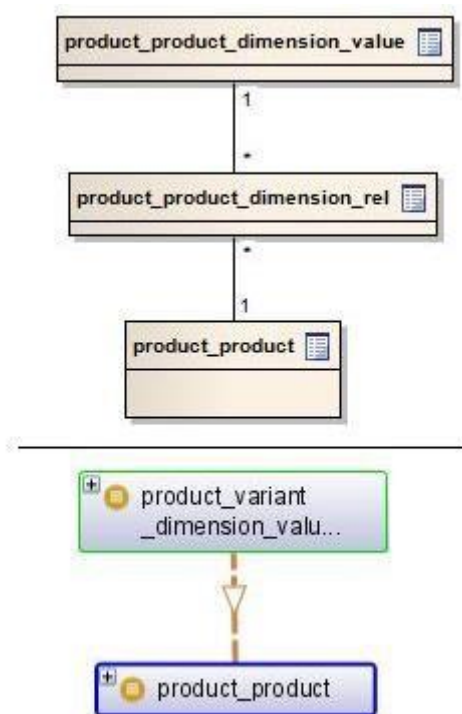 product_product_dimension_value
1
*
product_product_dimension_rel
*
1
product_product
product_variant
_dimension_valu...
product_product